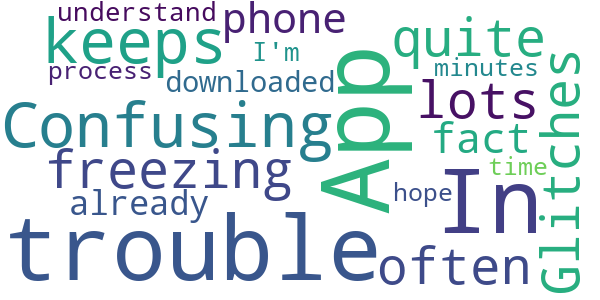 understand
phone
keeps
I'm
quite
process
downloaded
minutes
lots
Confusing
App
fact
Glitches
freezing
time
already
hope
In
trouble
often